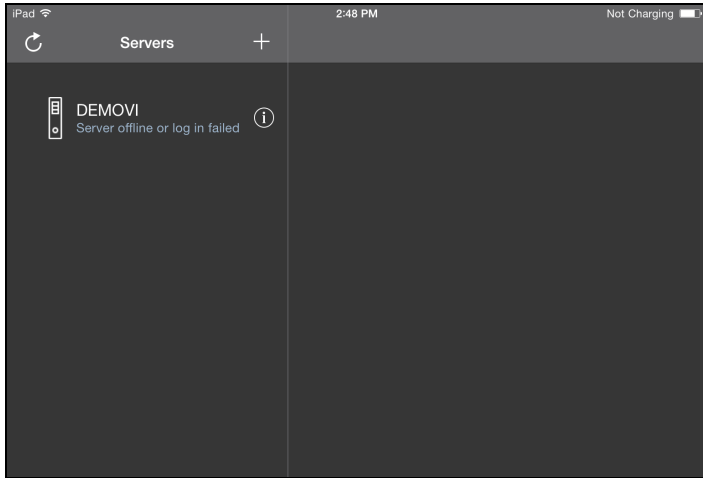 iPad 2:48 PM Not Charging
Servers
DEMOVI
Server offline or log in failed